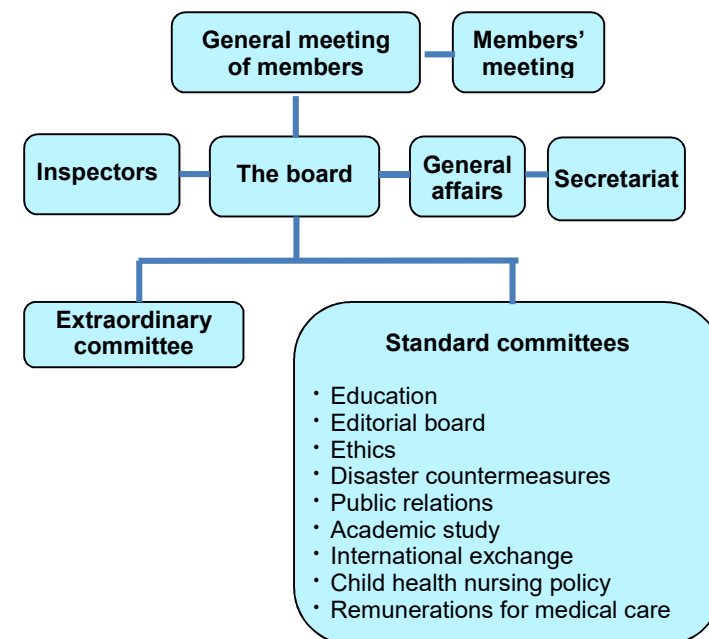 General meeting
of members
Members’
meeting
Inspectors
The board
General
affairs
Secretariat
Extraordinary
committee
Standard committees
・Education
・Editorial board
・Ethics
・Disaster countermeasures
・Public relations
・Academic study
・International exchange
・Child health nursing policy
・Remunerations for medical care